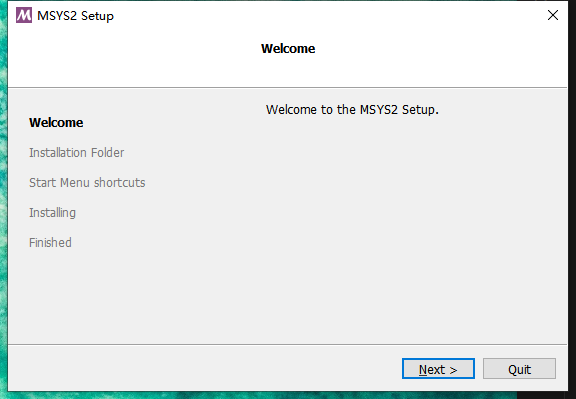 MSYS2 Setup
Welcome
Welcome to the MSYS2 Setup.
Welcome
Installation Folder
Start Menu shortcuts
Installing
Finished
Next >
Quit